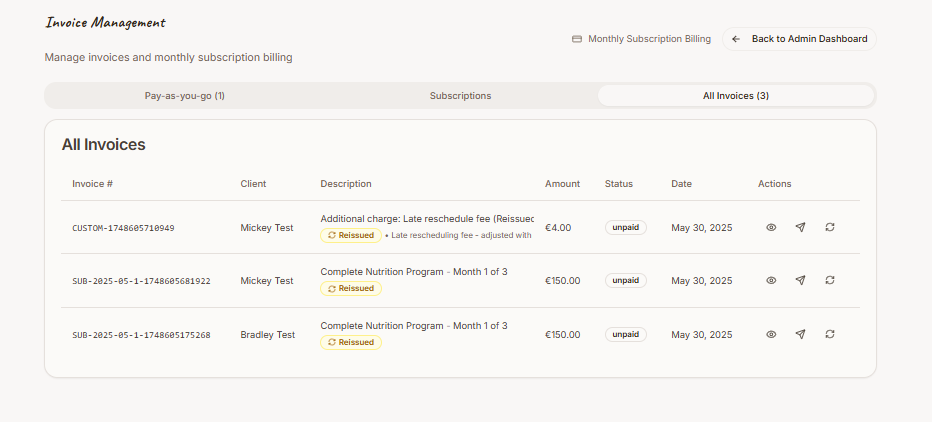 Invoice Management
Monthly Subscription Billing
Back to Admin Dashboard
Manage invoices and monthly subscription billing
Pay-as-you-go (1) Subscriptions All Invoices (3)
All Invoices
Invoice # Client Description Amount Status Date Actions
Additional charge: Late reschedule fee (Reissued
CUSTOM-1748605710949 Mickey Test €4.00 unpaid May 30, 2025
Reissued • Late rescheduling fee - adjusted with
Complete Nutrition Program - Month 1 of 3
SUB-2025-05-1-1748605681922 Mickey Test €150.00 unpaid May 30, 2025
Reissued
Complete Nutrition Program - Month 1 of 3
SUB-2025-05-1-1748605175268 Bradley Test €150.00 unpaid May 30, 2025
Reissued